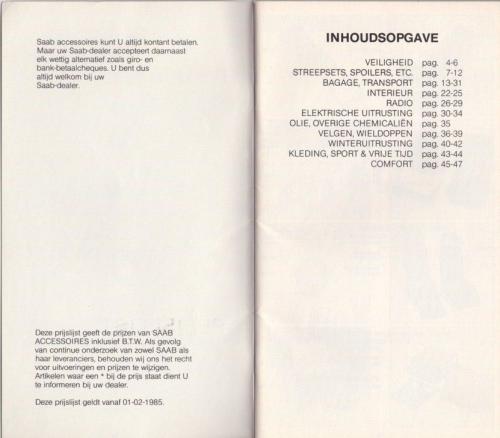 Saab accessoires kunt U altijd kontant betalen.
Maar uw Saab-dealer accepteert daarnaast
elk wettig alternatief zoals giro- en
bank-betaalcheques. U bent dus
altijd welkom bij uw
Saab-dealer.
Deze prijslijst geeft de prijzen van SAAB
ACCESSOIRES inklusief B.T.W. Als gevolg
van continue onderzoek van zowel SAAB als
haar leveranciers, behouden wij ons het recht
voor uitvoeringen en prijzen te wijzigen.
Artikelen waar een * bij de prijs staat dient U
te informeren bij uw dealer.
Deze prijslijst geldt vanaf 01-02-1985.
INHOUDSOPGAVE
VEILIGHEID pag. 4-6
STREEPSETS, SPOILERS, ETC. pag. 7-12
BAGAGE, TRANSPORT pag. 13-31
INTERIEUR pag. 22-25
RADIO pag. 26-29
ELEKTRISCHE UITRUSTING pag. 30-34
OLIE, OVERIGE CHEMICALIËN pag. 35
VELGEN, WIELDOPPEN pag. 36-39
WINTERUITRUSTING pag. 40-42
KLEDING, SPORT & VRIJE TIJD pag. 43-44
COMFORT pag. 45-47